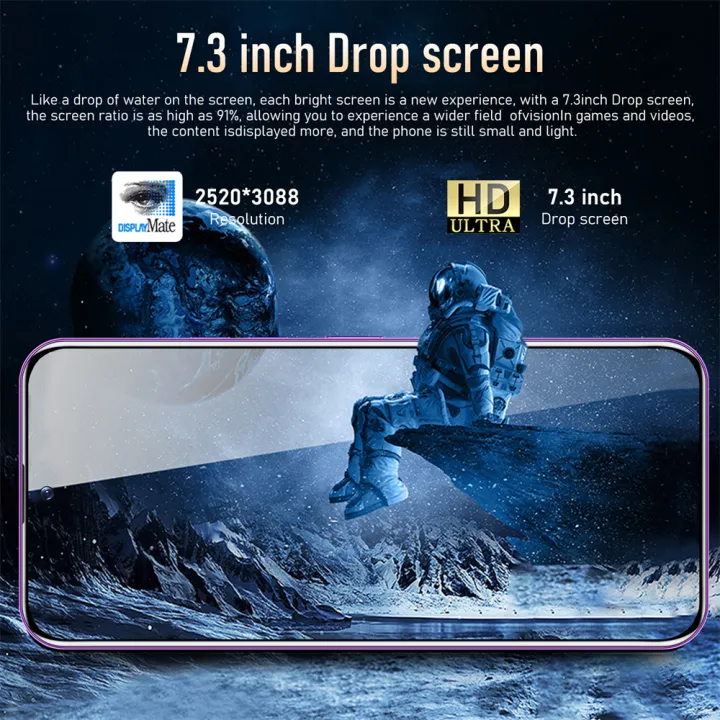 7.3 inch Drop screen
Like a drop of water on the screen, each bright screen is a new experience, with a 7.3inch Drop screen,
the screen ratio is as high as 91%, allowing you to experience a wider field ofvisionIn games and videos,
the content isdisplayed more, and the phone is still small and light.
DISPLAYMate
2520*3088
Resolution
HD
ULTRA
7.3 inch
Drop screen